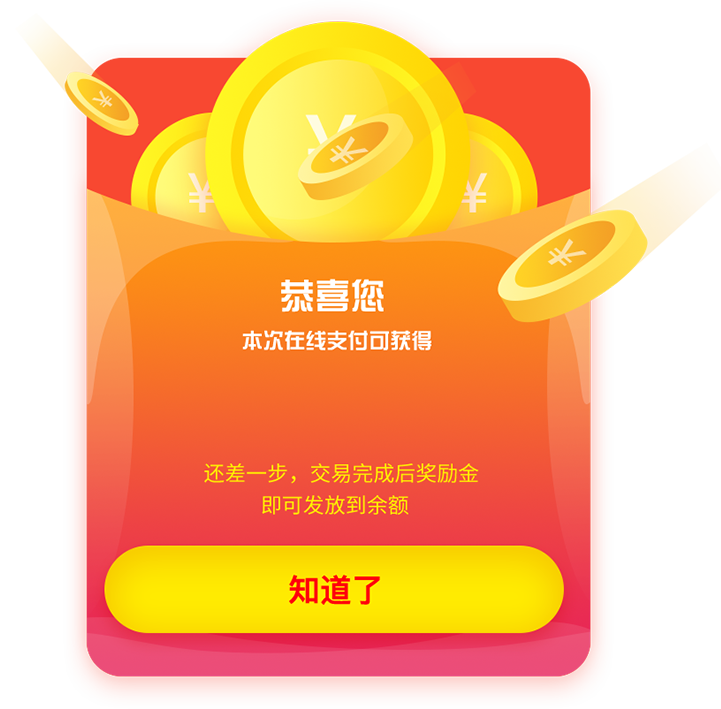 恭喜您
本次在线支付可获得
还差一步，交易完成后奖励金
即可发放到余额
知道了